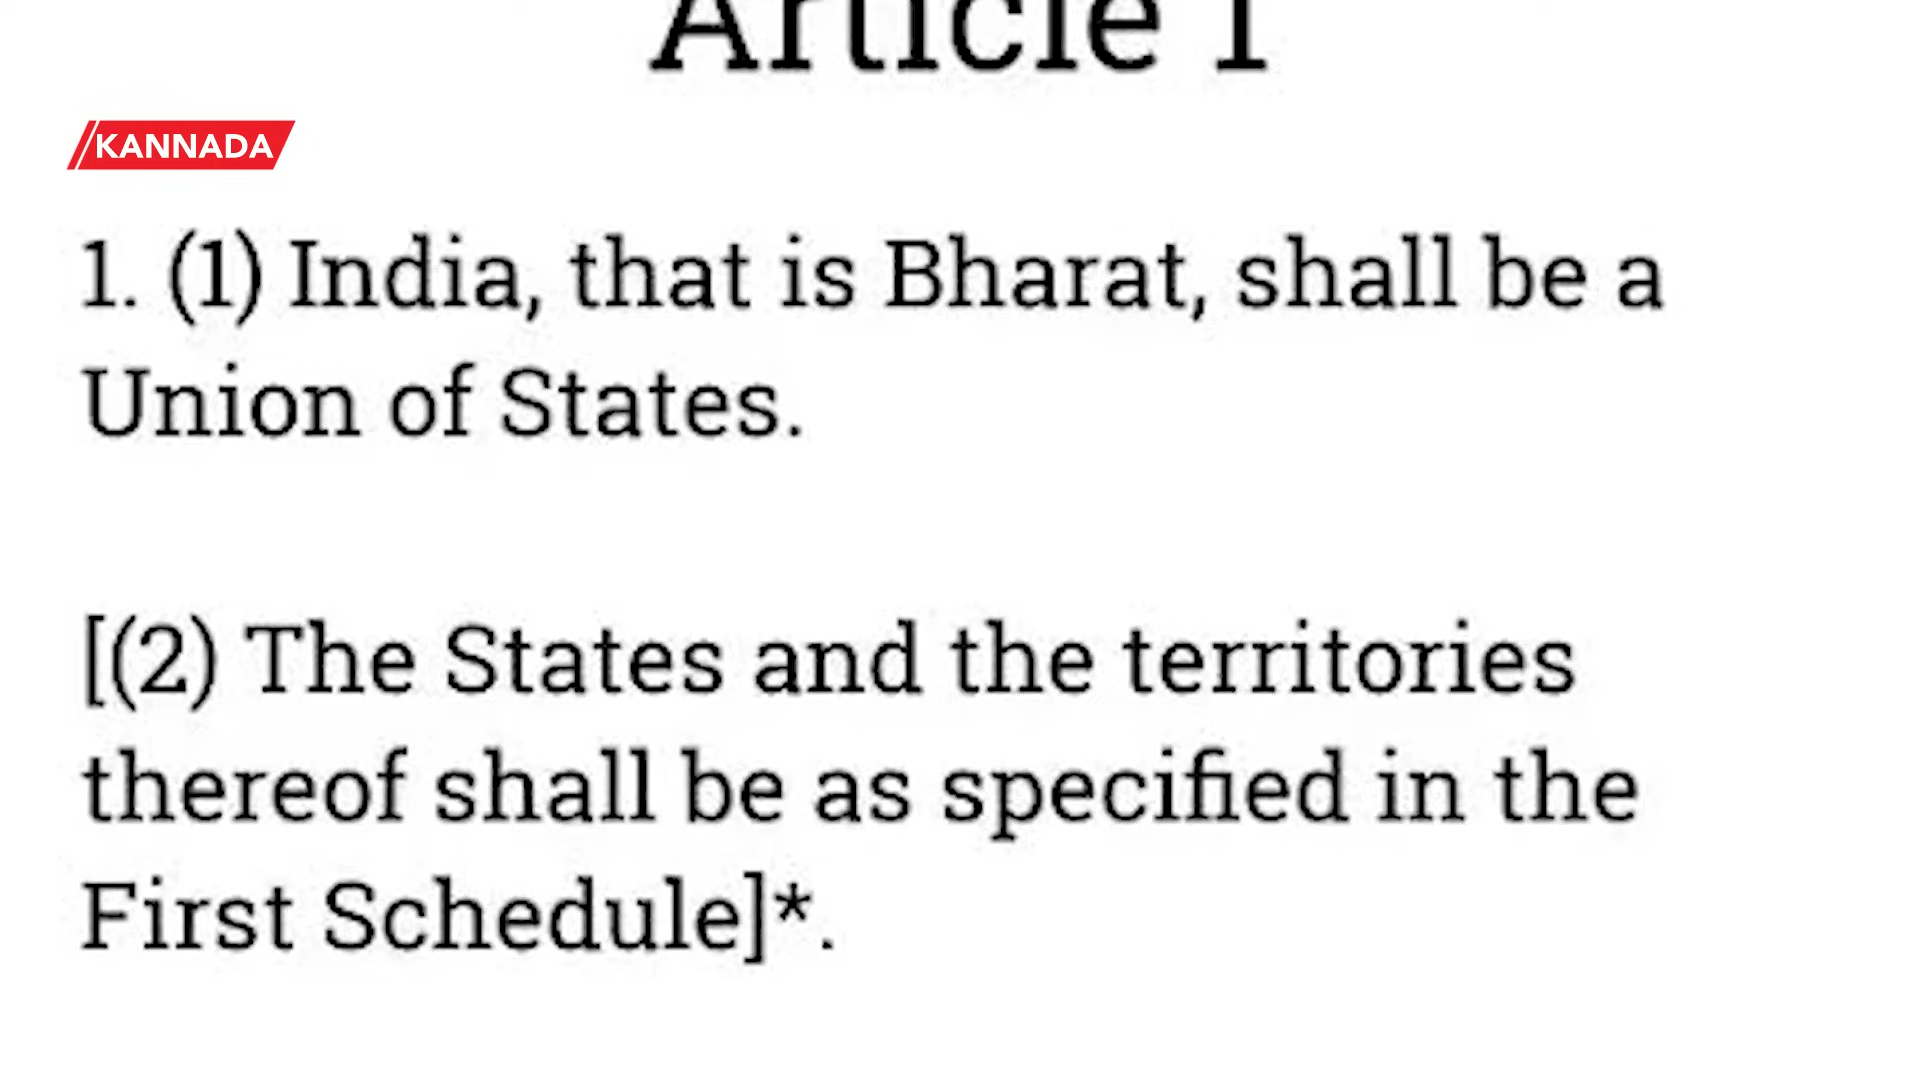 Article 1
KANNADA
1. (1) India, that is Bharat, shall be a
Union of States.
[(2) The States and the territories
thereof shall be as specified in the
First Schedule]*.